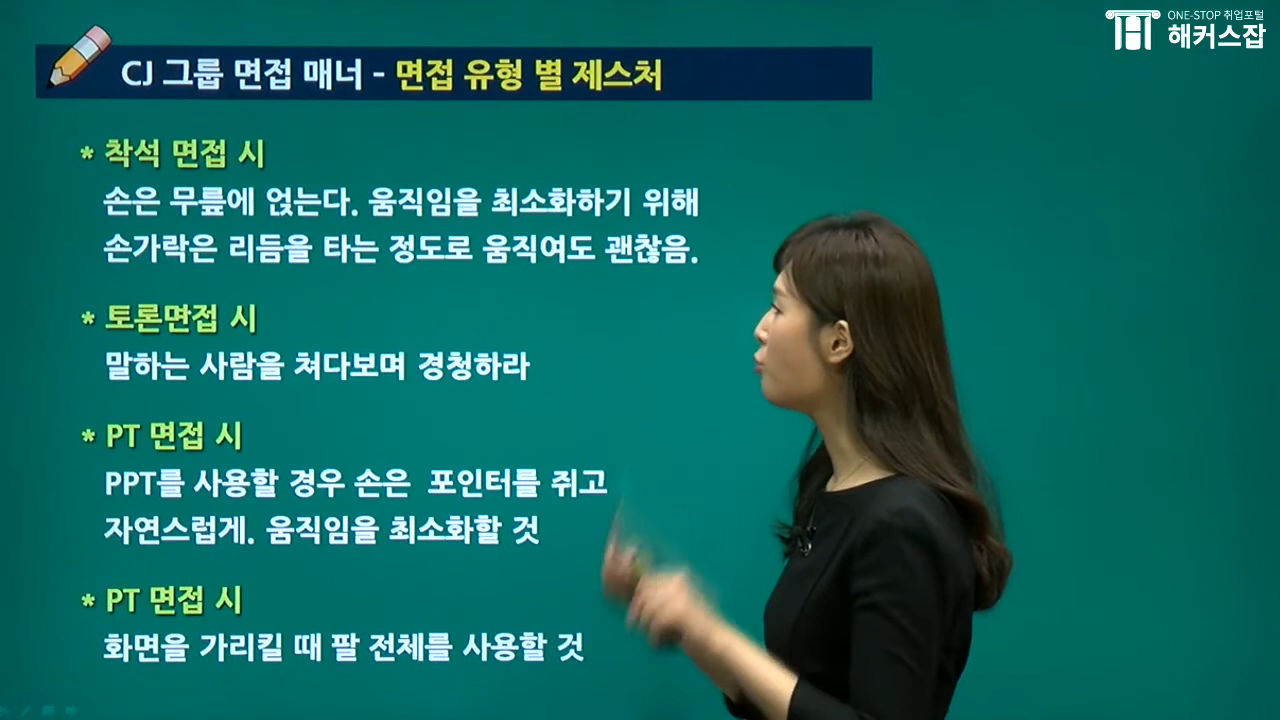 ONE-STOP 취업포털
해커스잡
CJ 그룹 면접 매너 - 면접 유형 별 제스처
* 착석 면접 시
손은 무릎에 얹는다. 움직임을 최소화하기 위해
손가락은 리듬을 타는 정도로 움직여도 괜찮음.
* 토론면접 시
말하는 사람을 쳐다보며 경청하라
* PT 면접 시
PPT를 사용할 경우 손은 포인터를 쥐고
자연스럽게. 움직임을 최소화할 것
* PT 면접 시
화면을 가리킬 때 팔 전체를 사용할 것